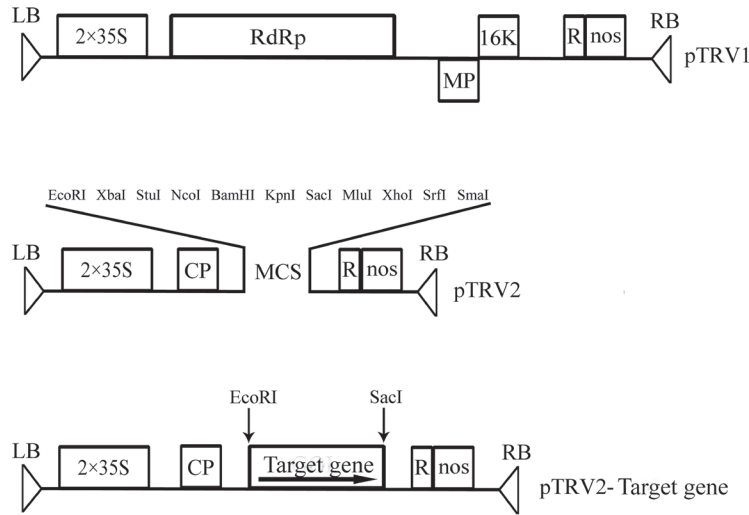 LB 2×35S RdRp 16K R nos RB
MP pTRV1
EcoRI XbaI StuI NcoI BamHI KpnI SacI MluI XhoI SrfI SmaI
LB 2×35S CP MCS R nos RB
pTRV2
EcoRI SacI
LB 2×35S CP Target gene R nos RB
pTRV2-Target gene